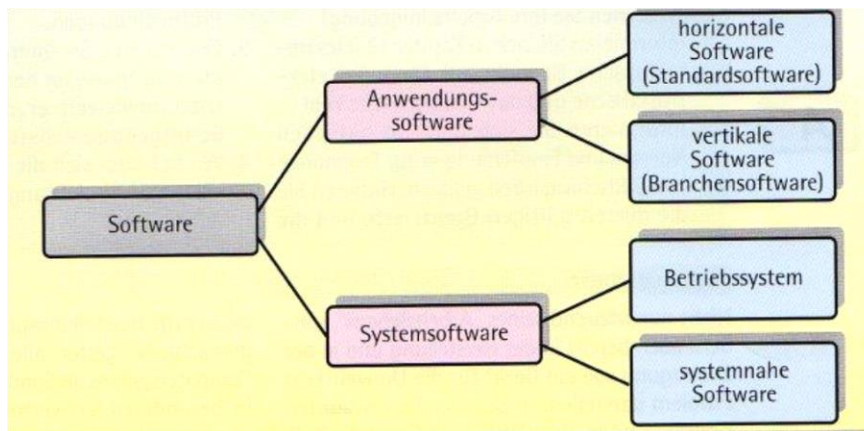 horizontale
Software
(Standardsoftware)
Anwendungs-
software
vertikale
Software
(Branchensoftware)
Software
Betriebssystem
Systemsoftware
systemnahe
Software